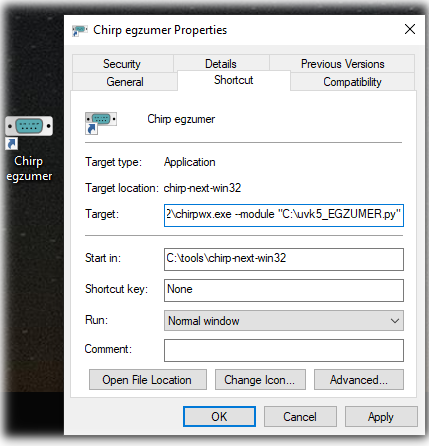 Chirp egzumer Properties
Security Details Previous Versions
General Shortcut Compatibility
Chirp
egzumer
Chirp egzumer
Target type: Application
Target location: chirp-next-win32
Target: 2\chirpwx.exe --module "C:\uvk5_EGZUMER.py"
Start in: C:\tools\chirp-next-win32
Shortcut key: None
Run: Normal window
Comment:
Open File Location Change Icon... Advanced...
OK Cancel Apply